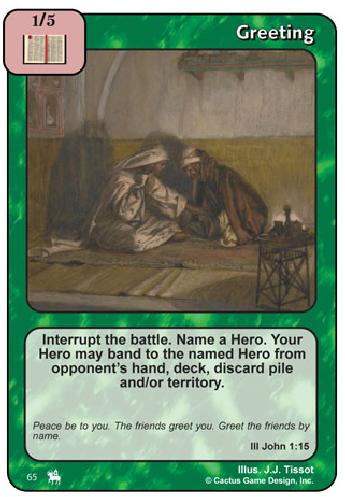 1/5
Greeting
Interrupt the battle. Name a Hero. Your
Hero may band to the named Hero from
opponent's hand, deck, discard pile
and/or territory.
Peace be to you. The friends greet you. Greet the friends by
name.
III John 1:15
65
Illus. J.J. Tissot
© Cactus Game Design, Inc.